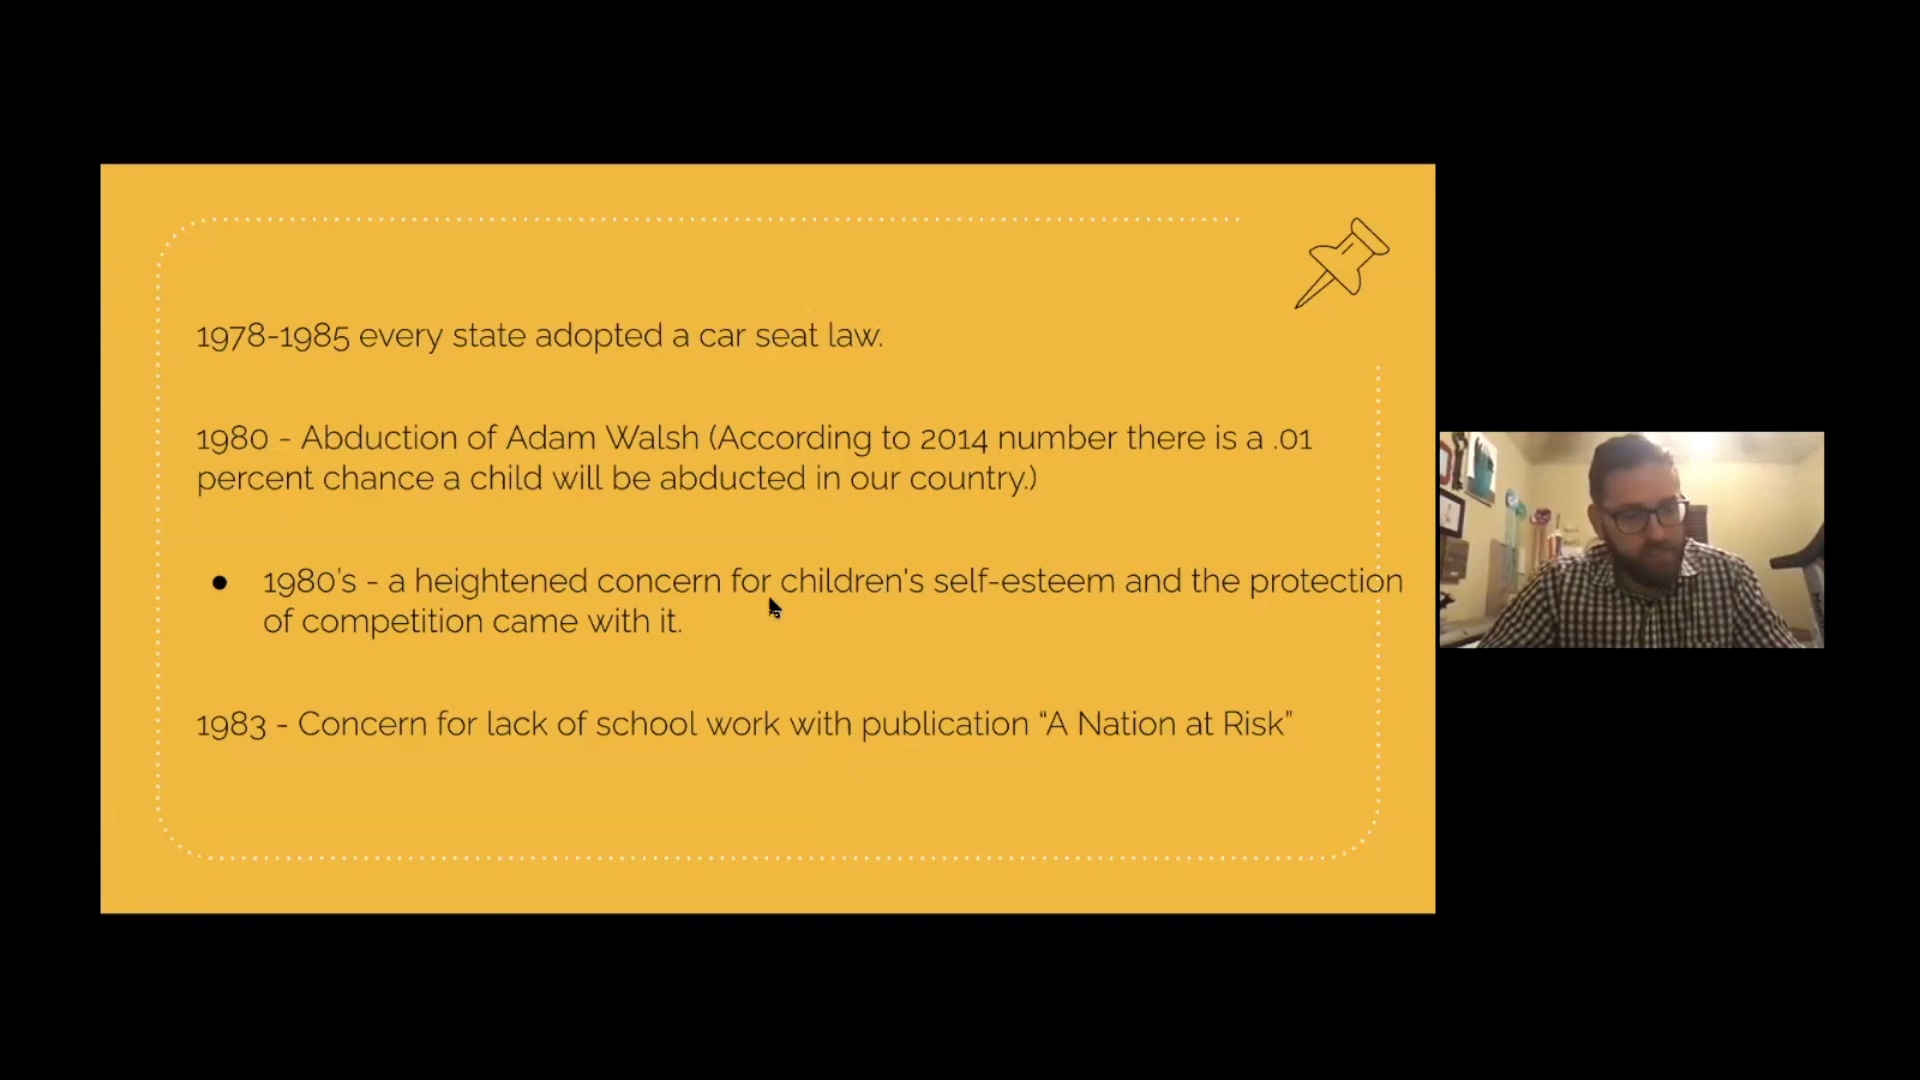 1978-1985 every state adopted a car seat law.
1980 - Abduction of Adam Walsh (According to 2014 number there is a .01
percent chance a child will be abducted in our country.)
● 1980's - a heightened concern for children's self-esteem and the protection
of competition came with it.
1983 - Concern for lack of school work with publication “A Nation at Risk”